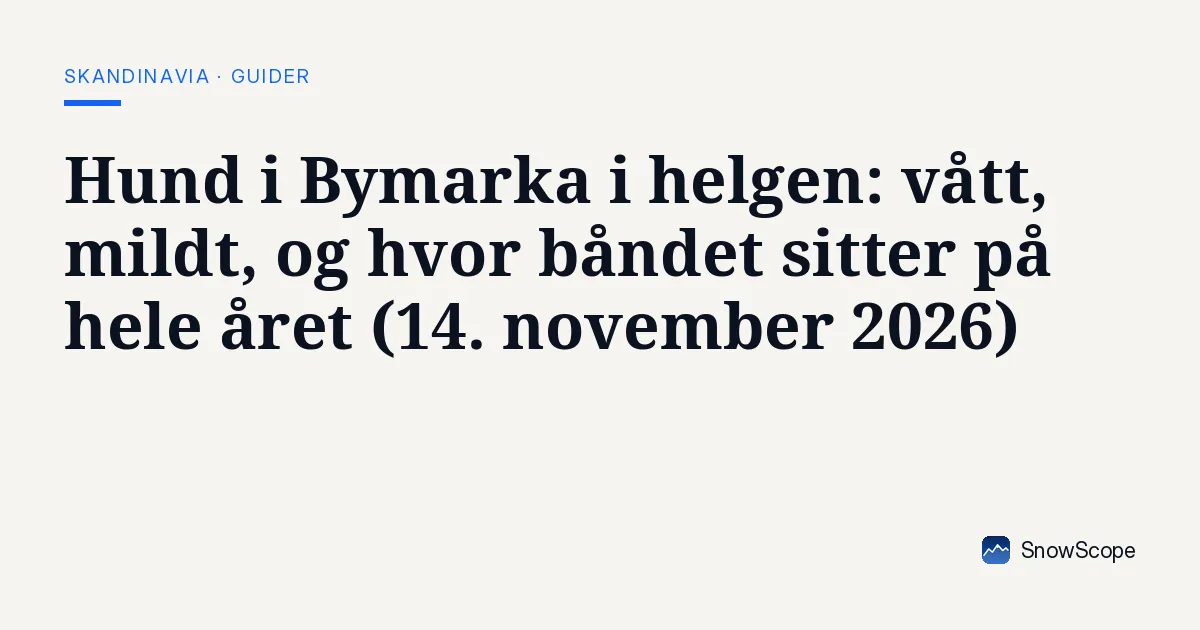 SKANDINAVIA · GUIDER
Hund i Bymarka i helgen: vått,
mildt, og hvor båndet sitter på
hele året (14. november 2026)
SnowScope